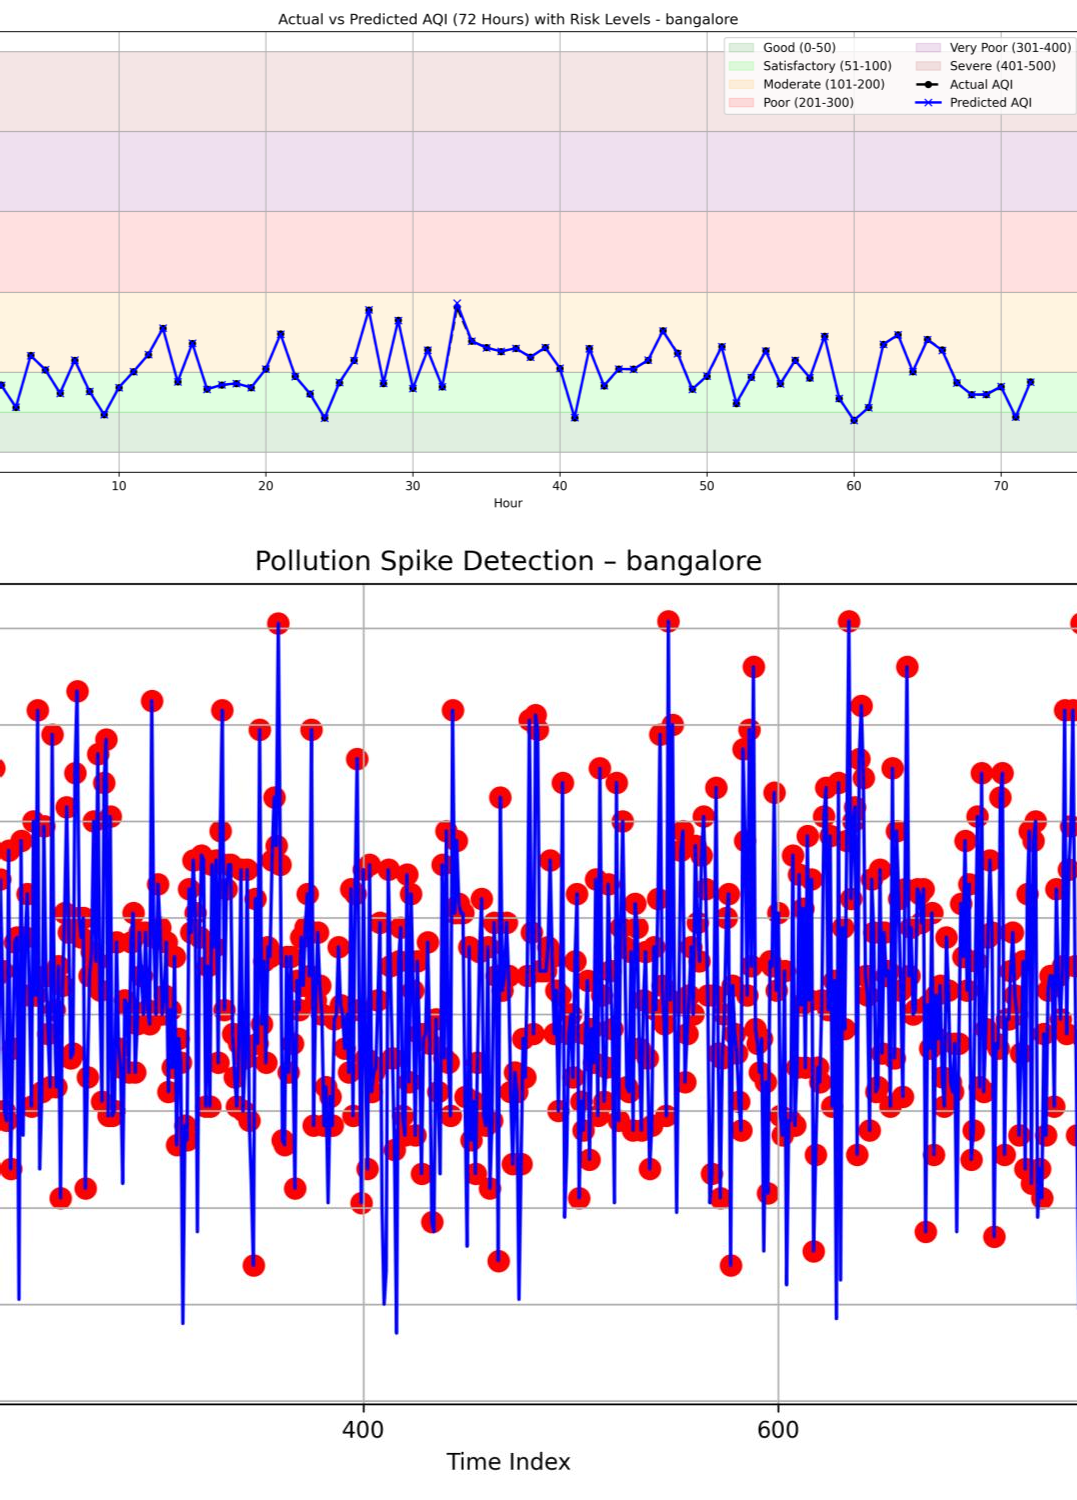 Actual vs Predicted AQI (72 Hours) with Risk Levels - bangalore
Good (0-50)
Satisfactory (51-100)
Moderate (101-200)
Poor (201-300)
Very Poor (301-400)
Severe (401-500)
Actual AQI
Predicted AQI
10 20 30 40 50 60 70
Hour
Pollution Spike Detection – bangalore
400 600
Time Index